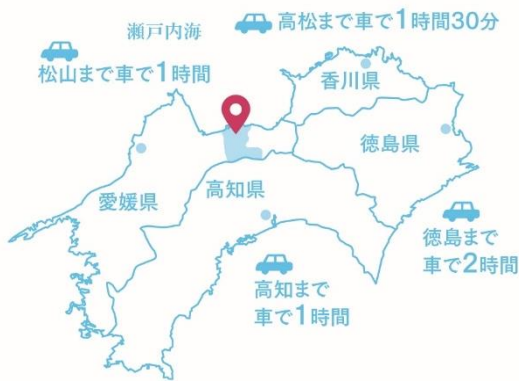 瀬戸内海
高松まで車で1時間30分
松山まで車で1時間
香川県
徳島県
愛媛県
高知県
徳島まで
車で2時間
高知まで
車で1時間